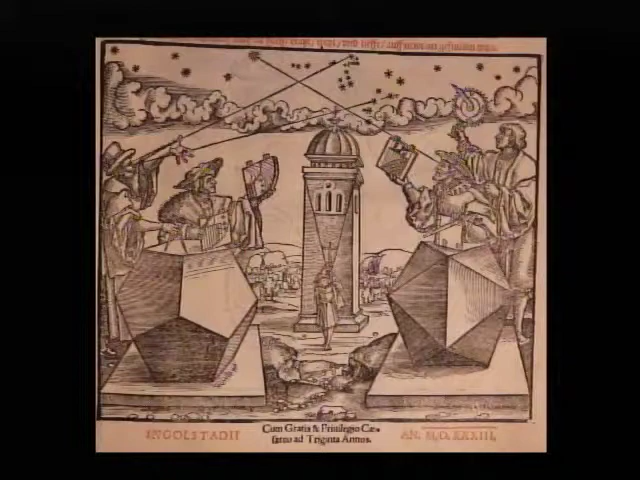 INGOLSTADII
Cum Gratia & Priuilegio Cæ-
sareo ad Triginta Annos.
AN. M.D.XXXIII.